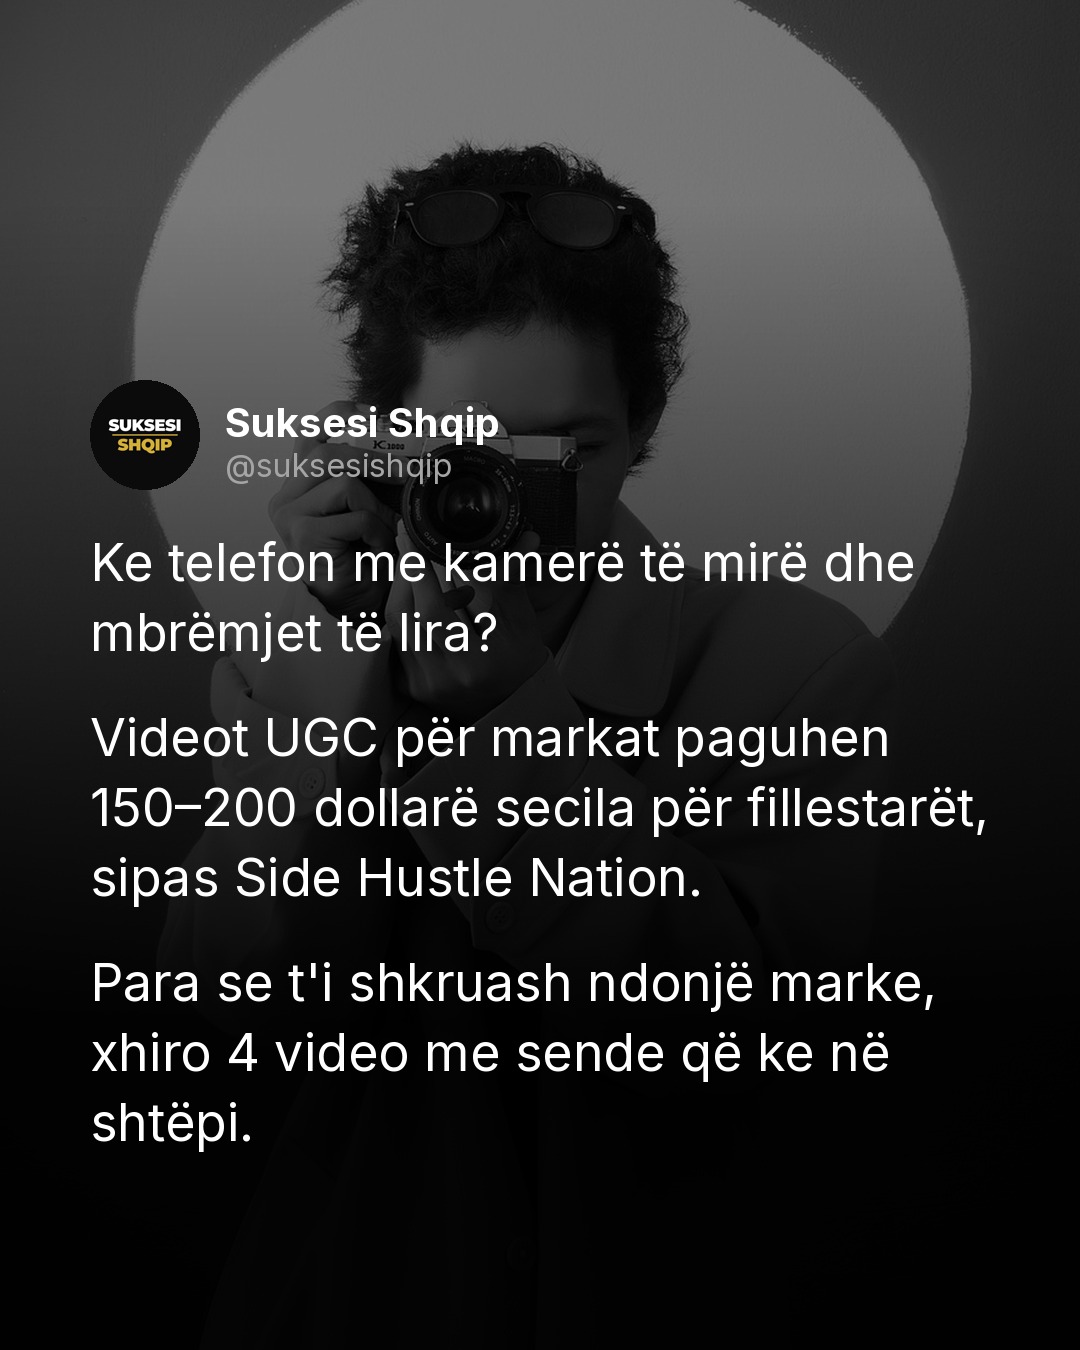 SUKSESI
SHQIP
Suksesi Shqip
@suksesishqip
K1000
Ke telefon me kamerë të mirë dhe
mbrëmjet të lira?
Videot UGC për markat paguhen
150–200 dollarë secila për fillestarët,
sipas Side Hustle Nation.
Para se t'i shkruash ndonjë marke,
xhiro 4 video me sende që ke në
shtëpi.